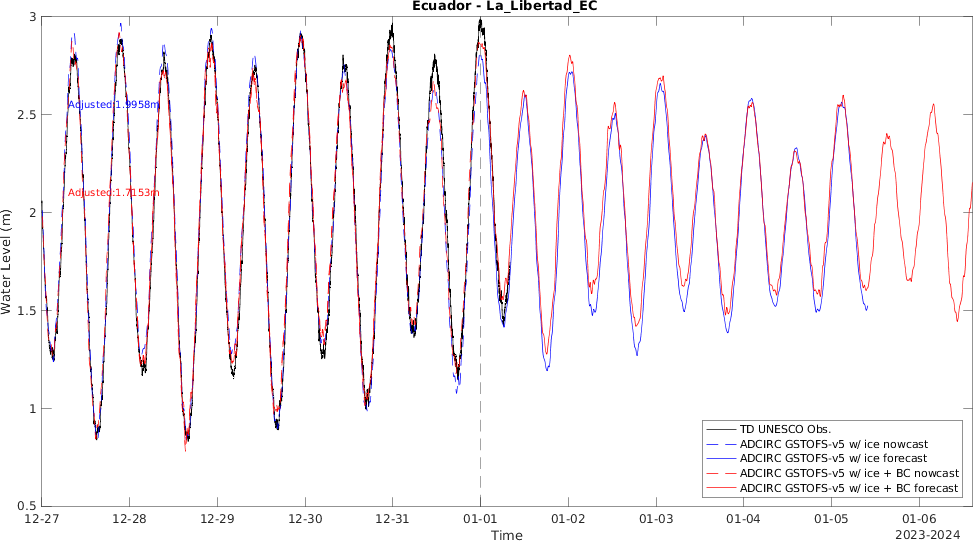 Ecuador - La_Libertad_EC
3
2.5
2
1.5
1
0.5
Water Level (m)
Adjusted:1.9958m
Adjusted:1.7153m
TD UNESCO Obs.
ADCIRC GSTOFS-v5 w/ ice nowcast
ADCIRC GSTOFS-v5 w/ ice forecast
ADCIRC GSTOFS-v5 w/ ice + BC nowcast
ADCIRC GSTOFS-v5 w/ ice + BC forecast
12-27 12-28 12-29 12-30 12-31 01-01 01-02 01-03 01-04 01-05 01-06
Time
2023-2024